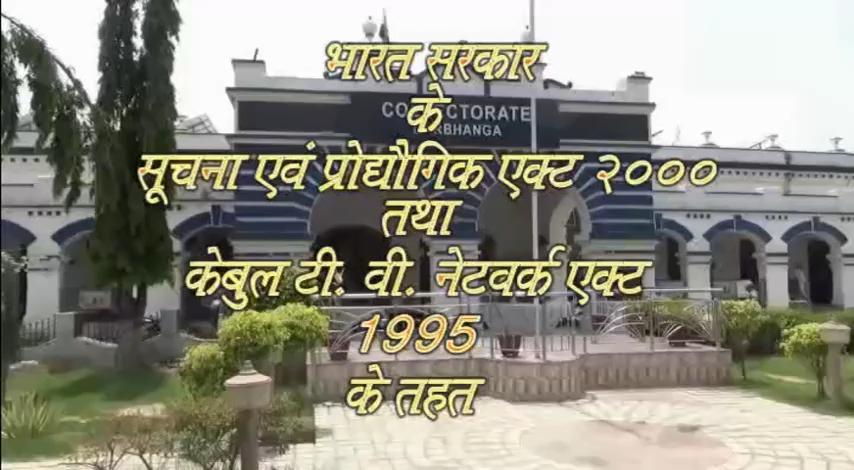 भारत सरकार
के
सूचना एवं प्रोद्यौगिक एक्ट २०००
तथा
केबुल टी. वी. नेटवर्क एक्ट
1995
के तहत